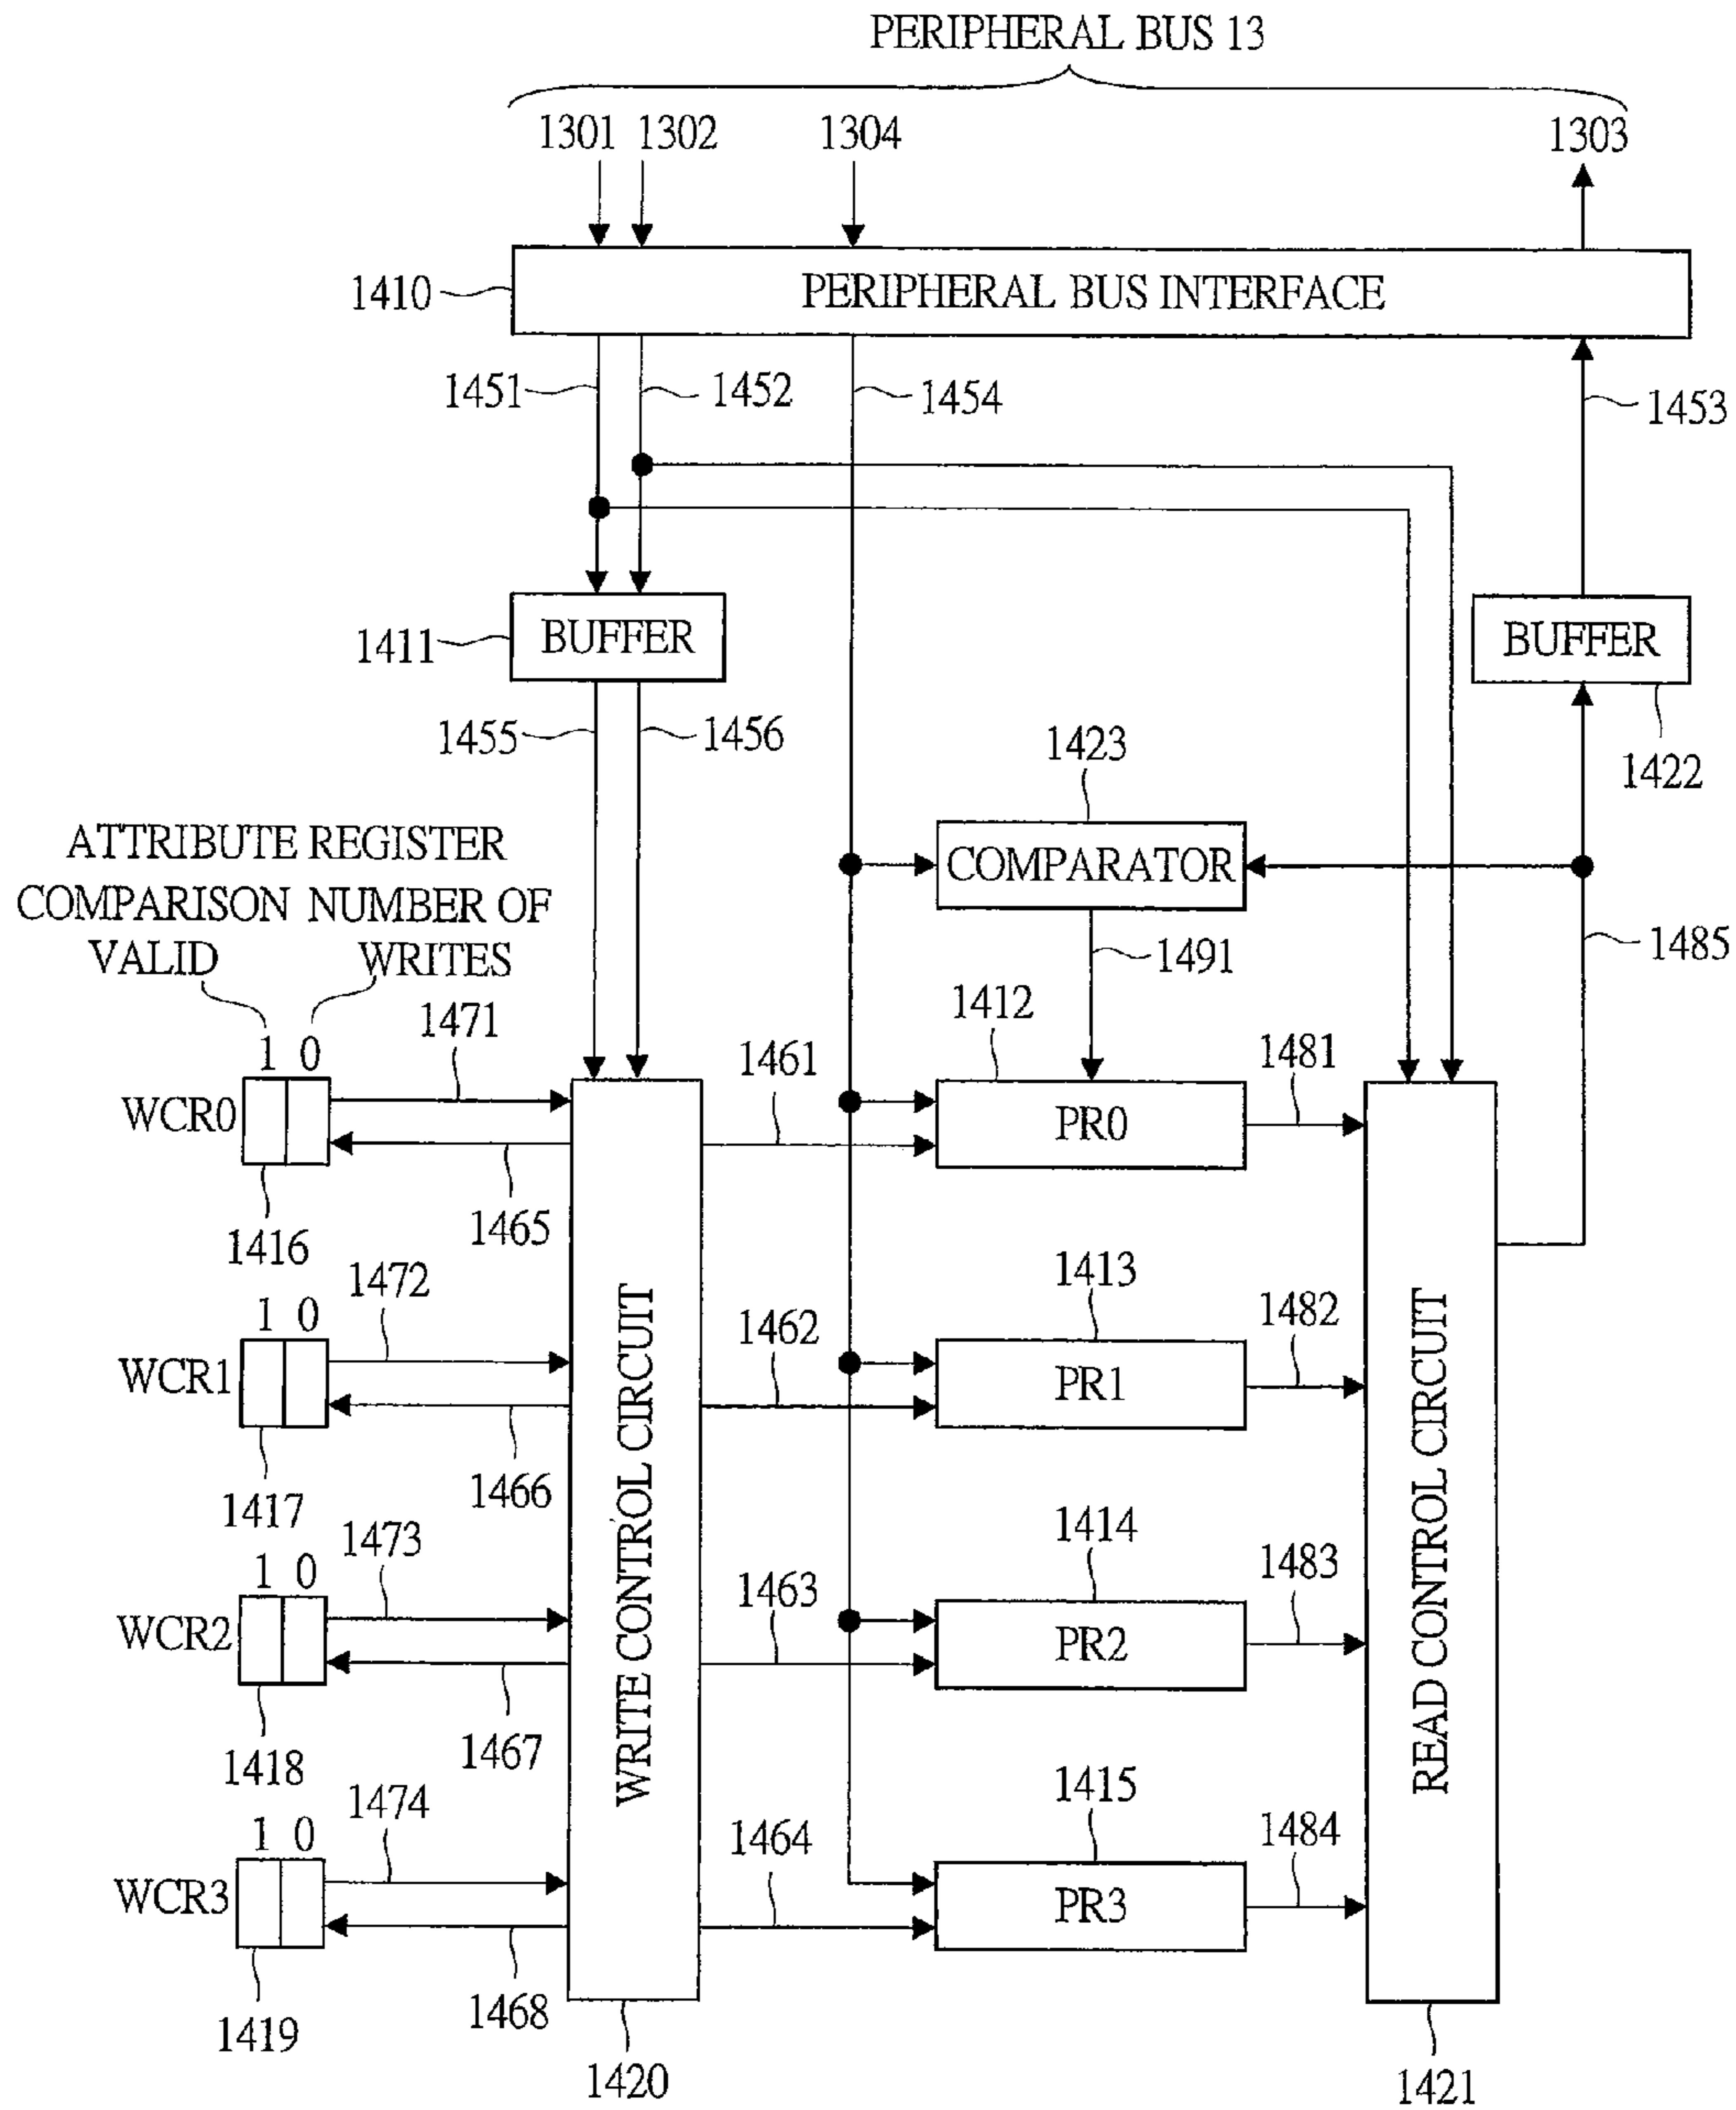 PERIPHERAL BUS 13
1301 1302 1304 1303
1410 PERIPHERAL BUS INTERFACE
1451 1452 1454 1453
1411 BUFFER BUFFER
1455 1456 1423 1422
ATTRIBUTE REGISTER
COMPARATOR
COMPARISON NUMBER OF
VALID WRITES
1491 1485
1471 1412
1 0 1461 1481
WCR0 PR0
1465
1416
1472 1413
1 0 1462 1482
WCR1 PR1
1466
1417
1473 1414
1 0 1463 1483
WCR2 PR2
1467
1418
1474 1415
1 0 1464 1484
WCR3 PR3
1468
1419
WRITE CONTROL CIRCUIT
READ CONTROL CIRCUIT
1420 1421